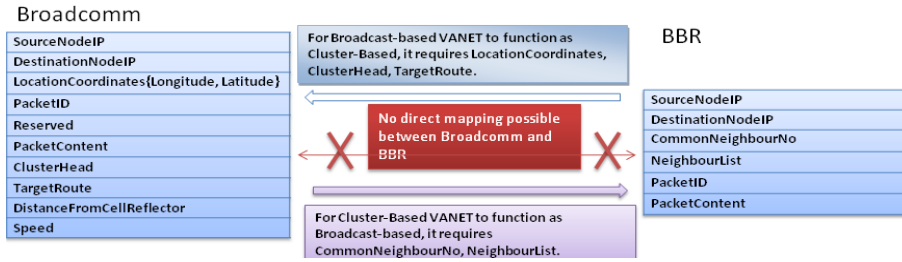 Broadcomm
SourceNodeIP
DestinationNodeIP
LocationCoordinates{Longitude, Latitude}
PacketID
Reserved
PacketContent
ClusterHead
TargetRoute
DistanceFromCellReflector
Speed
For Broadcast-based VANET to function as
Cluster-Based, it requires LocationCoordinates,
ClusterHead, TargetRoute.
No direct mapping possible
between Broadcomm and
BBR
For Cluster-Based VANET to function as
Broadcast-based, it requires
CommonNeighbourNo, NeighbourList.
BBR
SourceNodeIP
DestinationNodeIP
CommonNeighbourNo
NeighbourList
PacketID
PacketContent